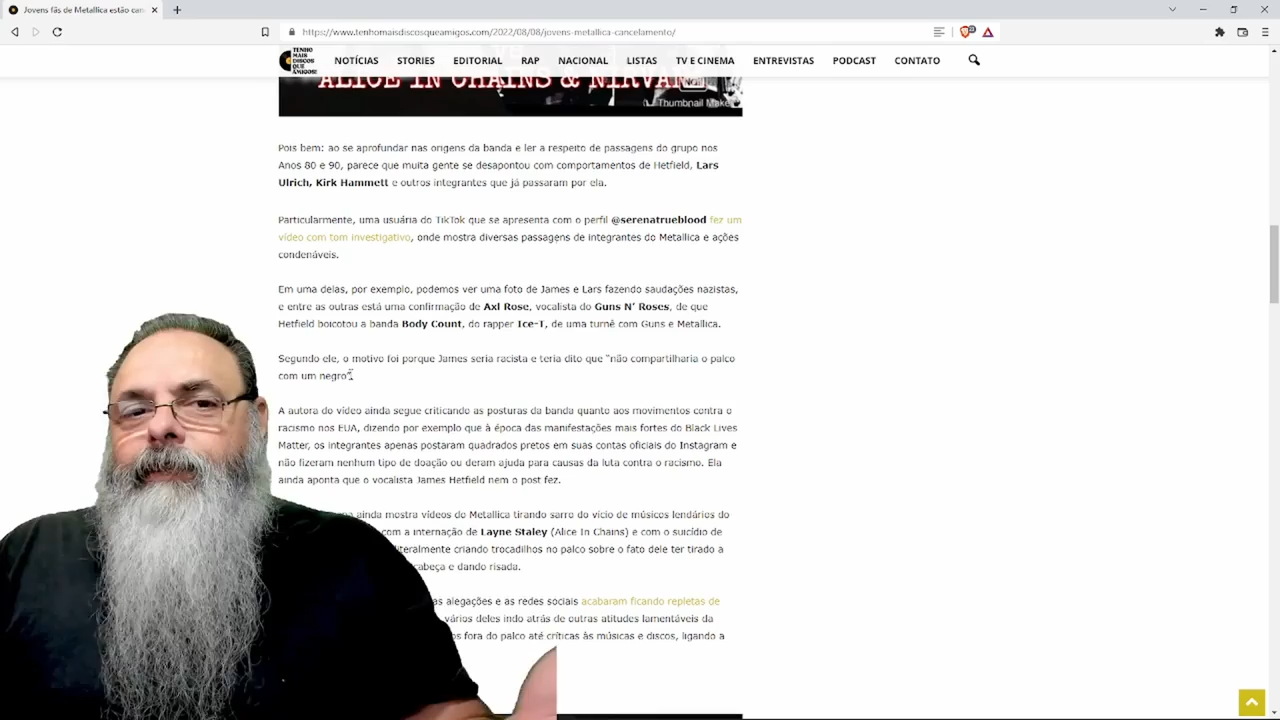 Jovens fãs de Metallica estão can
https://www.tenhomaisdiscosqueamigos.com/2022/08/08/jovens-metallica-cancelamento/
TENHO
MAIS
DISCOS
QUE
AMIGOS!
NOTÍCIAS STORIES EDITORIAL RAP NACIONAL LISTAS TV E CINEMA ENTREVISTAS PODCAST CONTATO
ALICE IN CHAINS & NIRVANA
Thumbnail Make
Pois bem: ao se aprofundar nas origens da banda e ler a respeito de passagens do grupo nos
Anos 80 e 90, parece que muita gente se desapontou com comportamentos de Hetfield, Lars
Ulrich, Kirk Hammett e outros integrantes que já passaram por ela.
Particularmente, uma usuária do TikTok que se apresenta com o perfil @serenatrueblood fez um
vídeo com tom investigativo, onde mostra diversas passagens de integrantes do Metallica e ações
condenáveis.
Em uma delas, por exemplo, podemos ver uma foto de James e Lars fazendo saudações nazistas,
e entre as outras está uma confirmação de Axl Rose, vocalista do Guns N' Roses, de que
Hetfield boicotou a banda Body Count, do rapper Ice-T, de uma turnê com Guns e Metallica.
Segundo ele, o motivo foi porque James seria racista e teria dito que "não compartilharia o palco
com um negro".
A autora do vídeo ainda segue criticando as posturas da banda quanto aos movimentos contra o
racismo nos EUA, dizendo por exemplo que à época das manifestações mais fortes do Black Lives
Matter, os integrantes apenas postaram quadrados pretos em suas contas oficiais do Instagram e
não fizeram nenhum tipo de doação ou deram ajuda para causas da luta contra o racismo. Ela
ainda aponta que o vocalista James Hetfield nem o post fez.
ainda mostra vídeos do Metallica tirando sarro do vício de músicos lendários do
com a internação de Layne Staley (Alice In Chains) e com o suicídio de
literalmente criando trocadilhos no palco sobre o fato dele ter tirado a
cabeça e dando risada.
as alegações e as redes sociais acabaram ficando repletas de
vários deles indo atrás de outras atitudes lamentáveis da
fora do palco até críticas às músicas e discos, ligando a